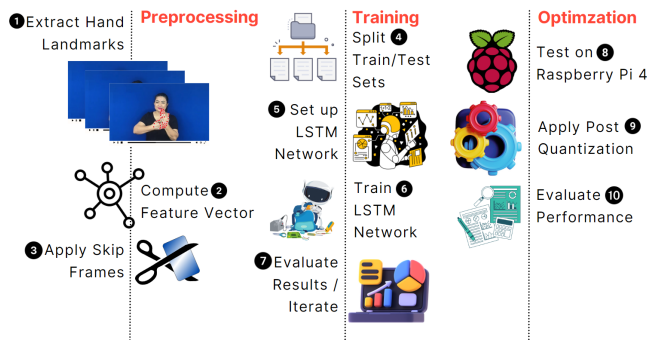 Preprocessing
1 Extract Hand
Landmarks
Compute 2
Feature Vector
3 Apply Skip
Frames
Training
Split 4
Train/Test
Sets
5 Set up
LSTM
Network
Train 6
LSTM
Network
7 Evaluate
Results /
Iterate
Optimzation
Test on 8
Raspberry Pi 4
Apply Post 9
Quantization
Evaluate 10
Performance